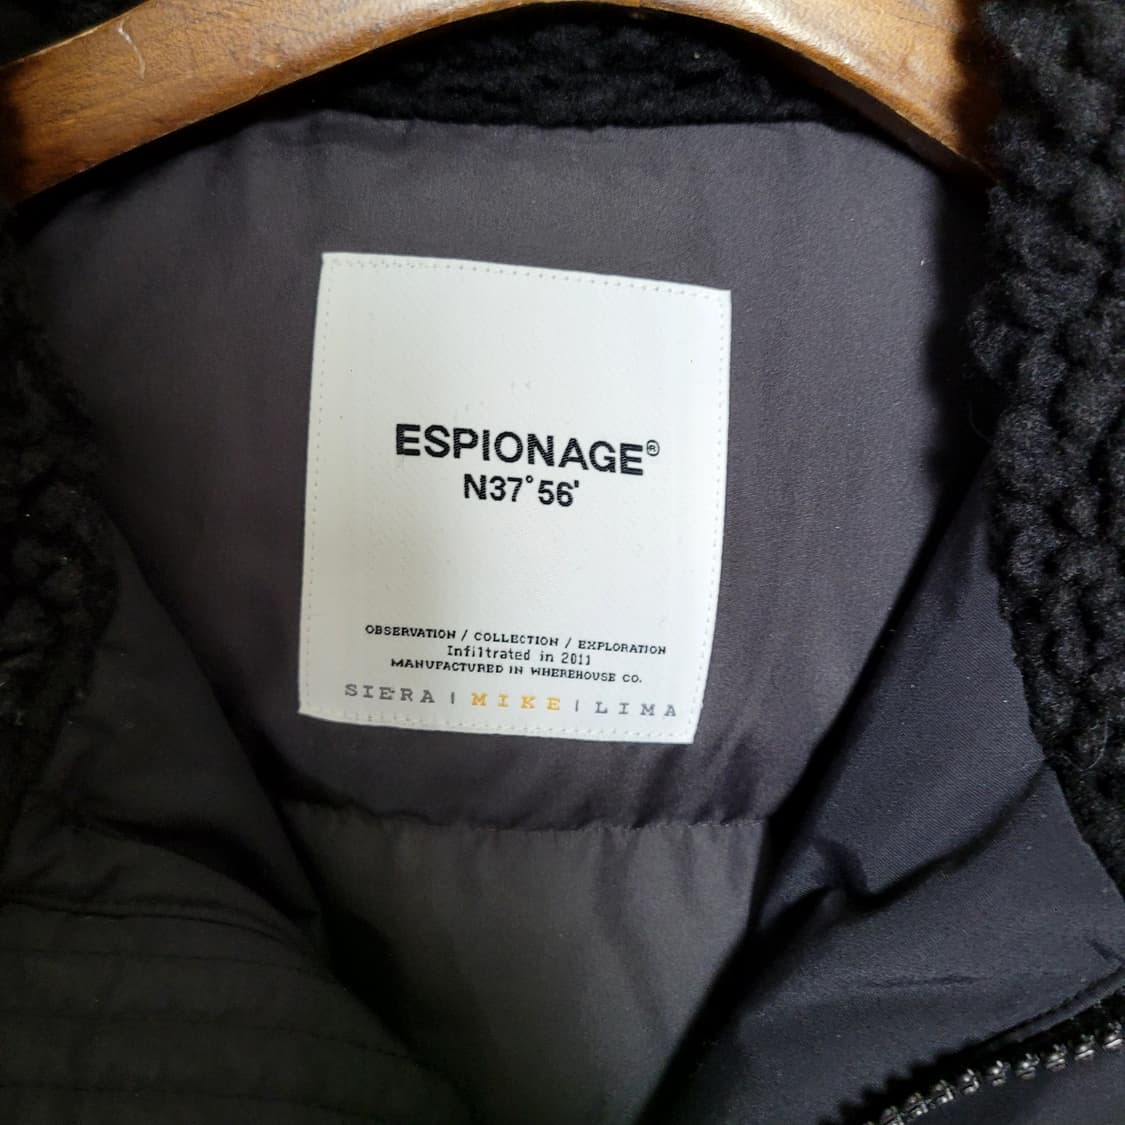 ESPIONAGE®
N37°56'
OBSERVATION / COLLECTION / EXPLORATION
Infiltrated in 2011
MANUFACTURED IN WHEREHOUSE CO.
SIERA | MIKE | LIMA